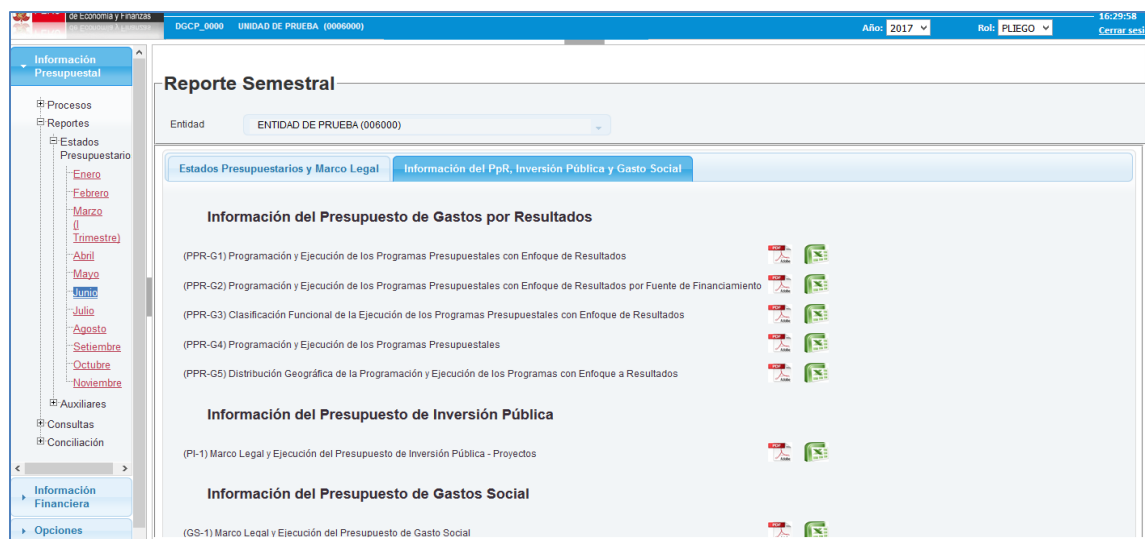 de Economía y Finanzas
DGCP_0000 UNIDAD DE PRUEBA (0006000)
Año: 2017
Rol: PLIEGO
16:29:58
Cerrar sesi
Información
Presupuestal
Procesos
Reportes
Estados
Presupuestario
Enero
Febrero
Marzo
(I
Trimestre)
Abril
Mayo
Junio
Julio
Agosto
Setiembre
Octubre
Noviembre
Auxiliares
Consultas
Conciliación
Información
Financiera
Opciones
Reporte Semestral
Entidad ENTIDAD DE PRUEBA (006000)
Estados Presupuestarios y Marco Legal
Información del PpR, Inversión Pública y Gasto Social
Información del Presupuesto de Gastos por Resultados
(PPR-G1) Programación y Ejecución de los Programas Presupuestales con Enfoque de Resultados
(PPR-G2) Programación y Ejecución de los Programas Presupuestales con Enfoque de Resultados por Fuente de Financiamiento
(PPR-G3) Clasificación Funcional de la Ejecución de los Programas Presupuestales con Enfoque de Resultados
(PPR-G4) Programación y Ejecución de los Programas Presupuestales
(PPR-G5) Distribución Geográfica de la Programación y Ejecución de los Programas con Enfoque a Resultados
Información del Presupuesto de Inversión Pública
(PI-1) Marco Legal y Ejecución del Presupuesto de Inversión Pública - Proyectos
Información del Presupuesto de Gastos Social
(GS-1) Marco Legal y Ejecución del Presupuesto de Gasto Social